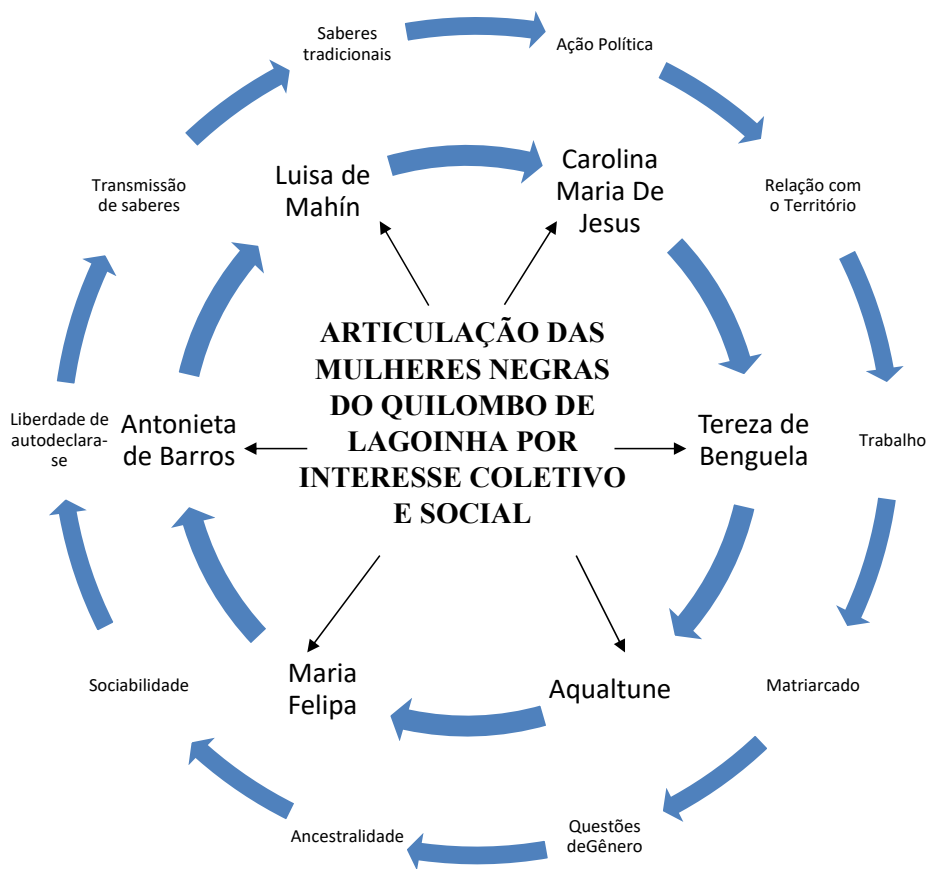 Saberes
tradicionais
Ação Política
Relação com
o Território
Trabalho
Matriarcado
Questões
deGênero
Ancestralidade
Sociabilidade
Liberdade de
autodeclara-
se
Transmissão
de saberes
Luisa de
Mahín
Carolina
Maria De
Jesus
Tereza de
Benguela
Aqualtune
Maria
Felipa
Antonieta
de Barros
ARTICULAÇÃO DAS
MULHERES NEGRAS
DO QUILOMBO DE
LAGOINHA POR
INTERESSE COLETIVO
E SOCIAL